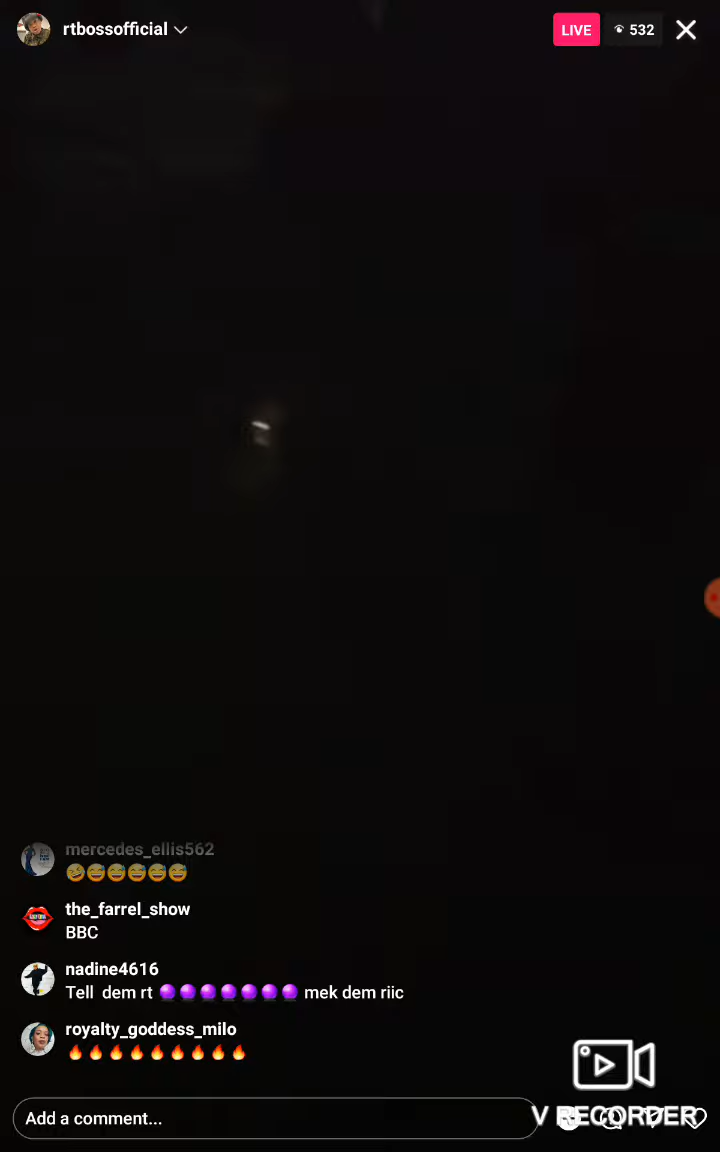 rtbossofficial
LIVE
532
mercedes_ellis562
🤣😅😅😅😅😅
the_farrel_show
BBC
nadine4616
Tell dem rt 🟣🟣🟣🟣🟣🟣🟣 mek dem riic
royalty_goddess_milo
🔥🔥🔥🔥🔥🔥🔥🔥🔥
Add a comment...
V RECORDER